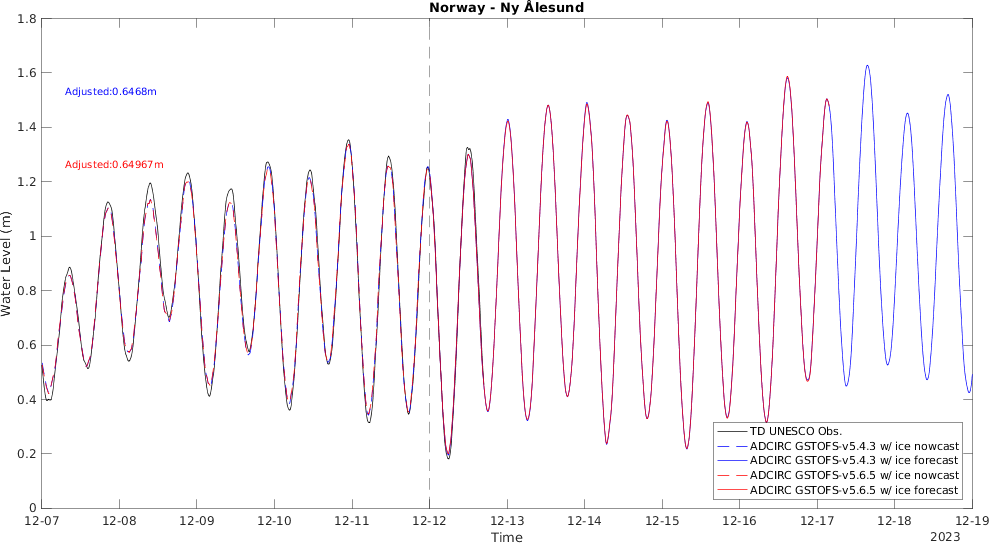 Norway - Ny Ålesund
1.8
1.6
1.4
1.2
1
0.8
0.6
0.4
0.2
0
Water Level (m)
Adjusted:0.6468m
Adjusted:0.64967m
TD UNESCO Obs.
ADCIRC GSTOFS-v5.4.3 w/ ice nowcast
ADCIRC GSTOFS-v5.4.3 w/ ice forecast
ADCIRC GSTOFS-v5.6.5 w/ ice nowcast
ADCIRC GSTOFS-v5.6.5 w/ ice forecast
12-07 12-08 12-09 12-10 12-11 12-12 12-13 12-14 12-15 12-16 12-17 12-18 12-19
Time
2023